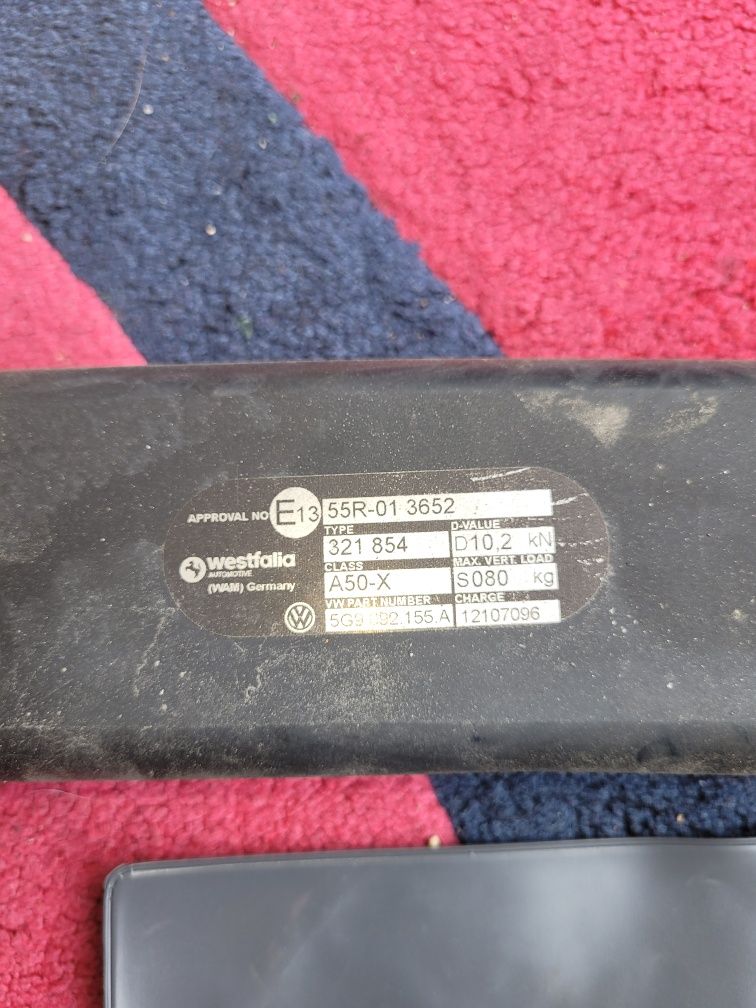 APPROVAL NO E13 55R-01 3652
TYPE D-VALUE
321 854 D10,2 kN
westfalia
AUTOMOTIVE
(WAM) Germany
CLASS MAX. VERT. LOAD
A50-X S080 kg
VW PART NUMBER CHARGE
VW 12107096